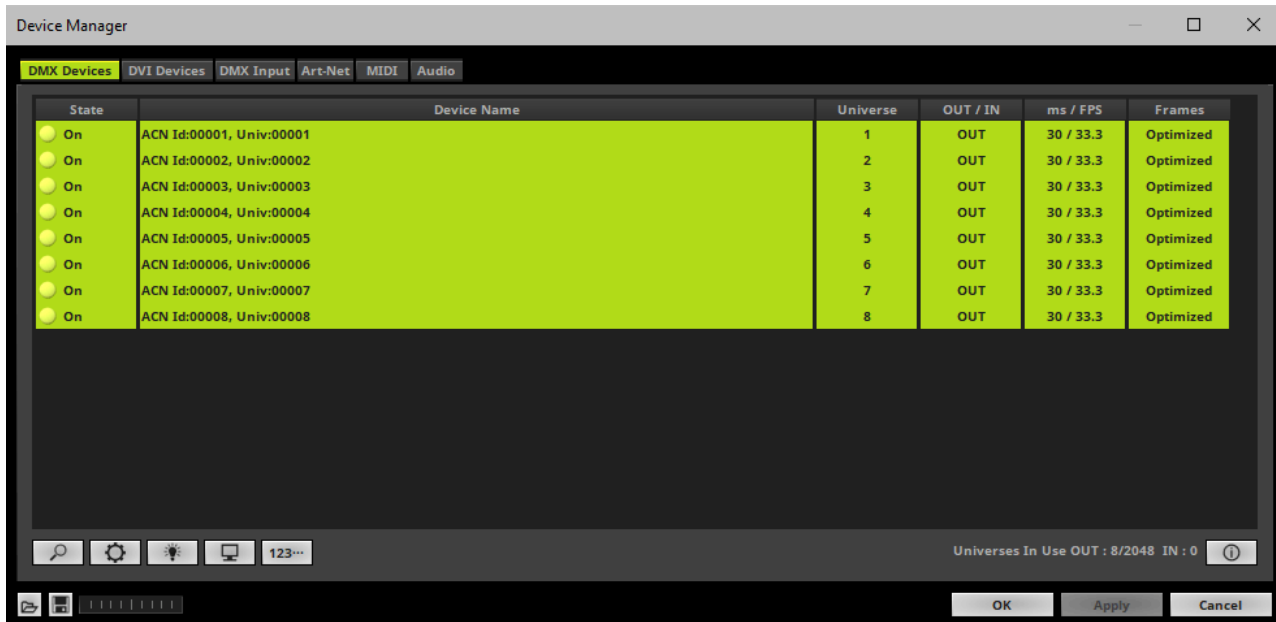 Device Manager
DMX Devices DVI Devices DMX Input Art-Net MIDI Audio
State Device Name Universe OUT / IN ms / FPS Frames
On ACN Id:00001, Univ:00001 1 OUT 30 / 33.3 Optimized
On ACN Id:00002, Univ:00002 2 OUT 30 / 33.3 Optimized
On ACN Id:00003, Univ:00003 3 OUT 30 / 33.3 Optimized
On ACN Id:00004, Univ:00004 4 OUT 30 / 33.3 Optimized
On ACN Id:00005, Univ:00005 5 OUT 30 / 33.3 Optimized
On ACN Id:00006, Univ:00006 6 OUT 30 / 33.3 Optimized
On ACN Id:00007, Univ:00007 7 OUT 30 / 33.3 Optimized
On ACN Id:00008, Univ:00008 8 OUT 30 / 33.3 Optimized
123··· Universes In Use OUT : 8/2048 IN : 0
OK Apply Cancel